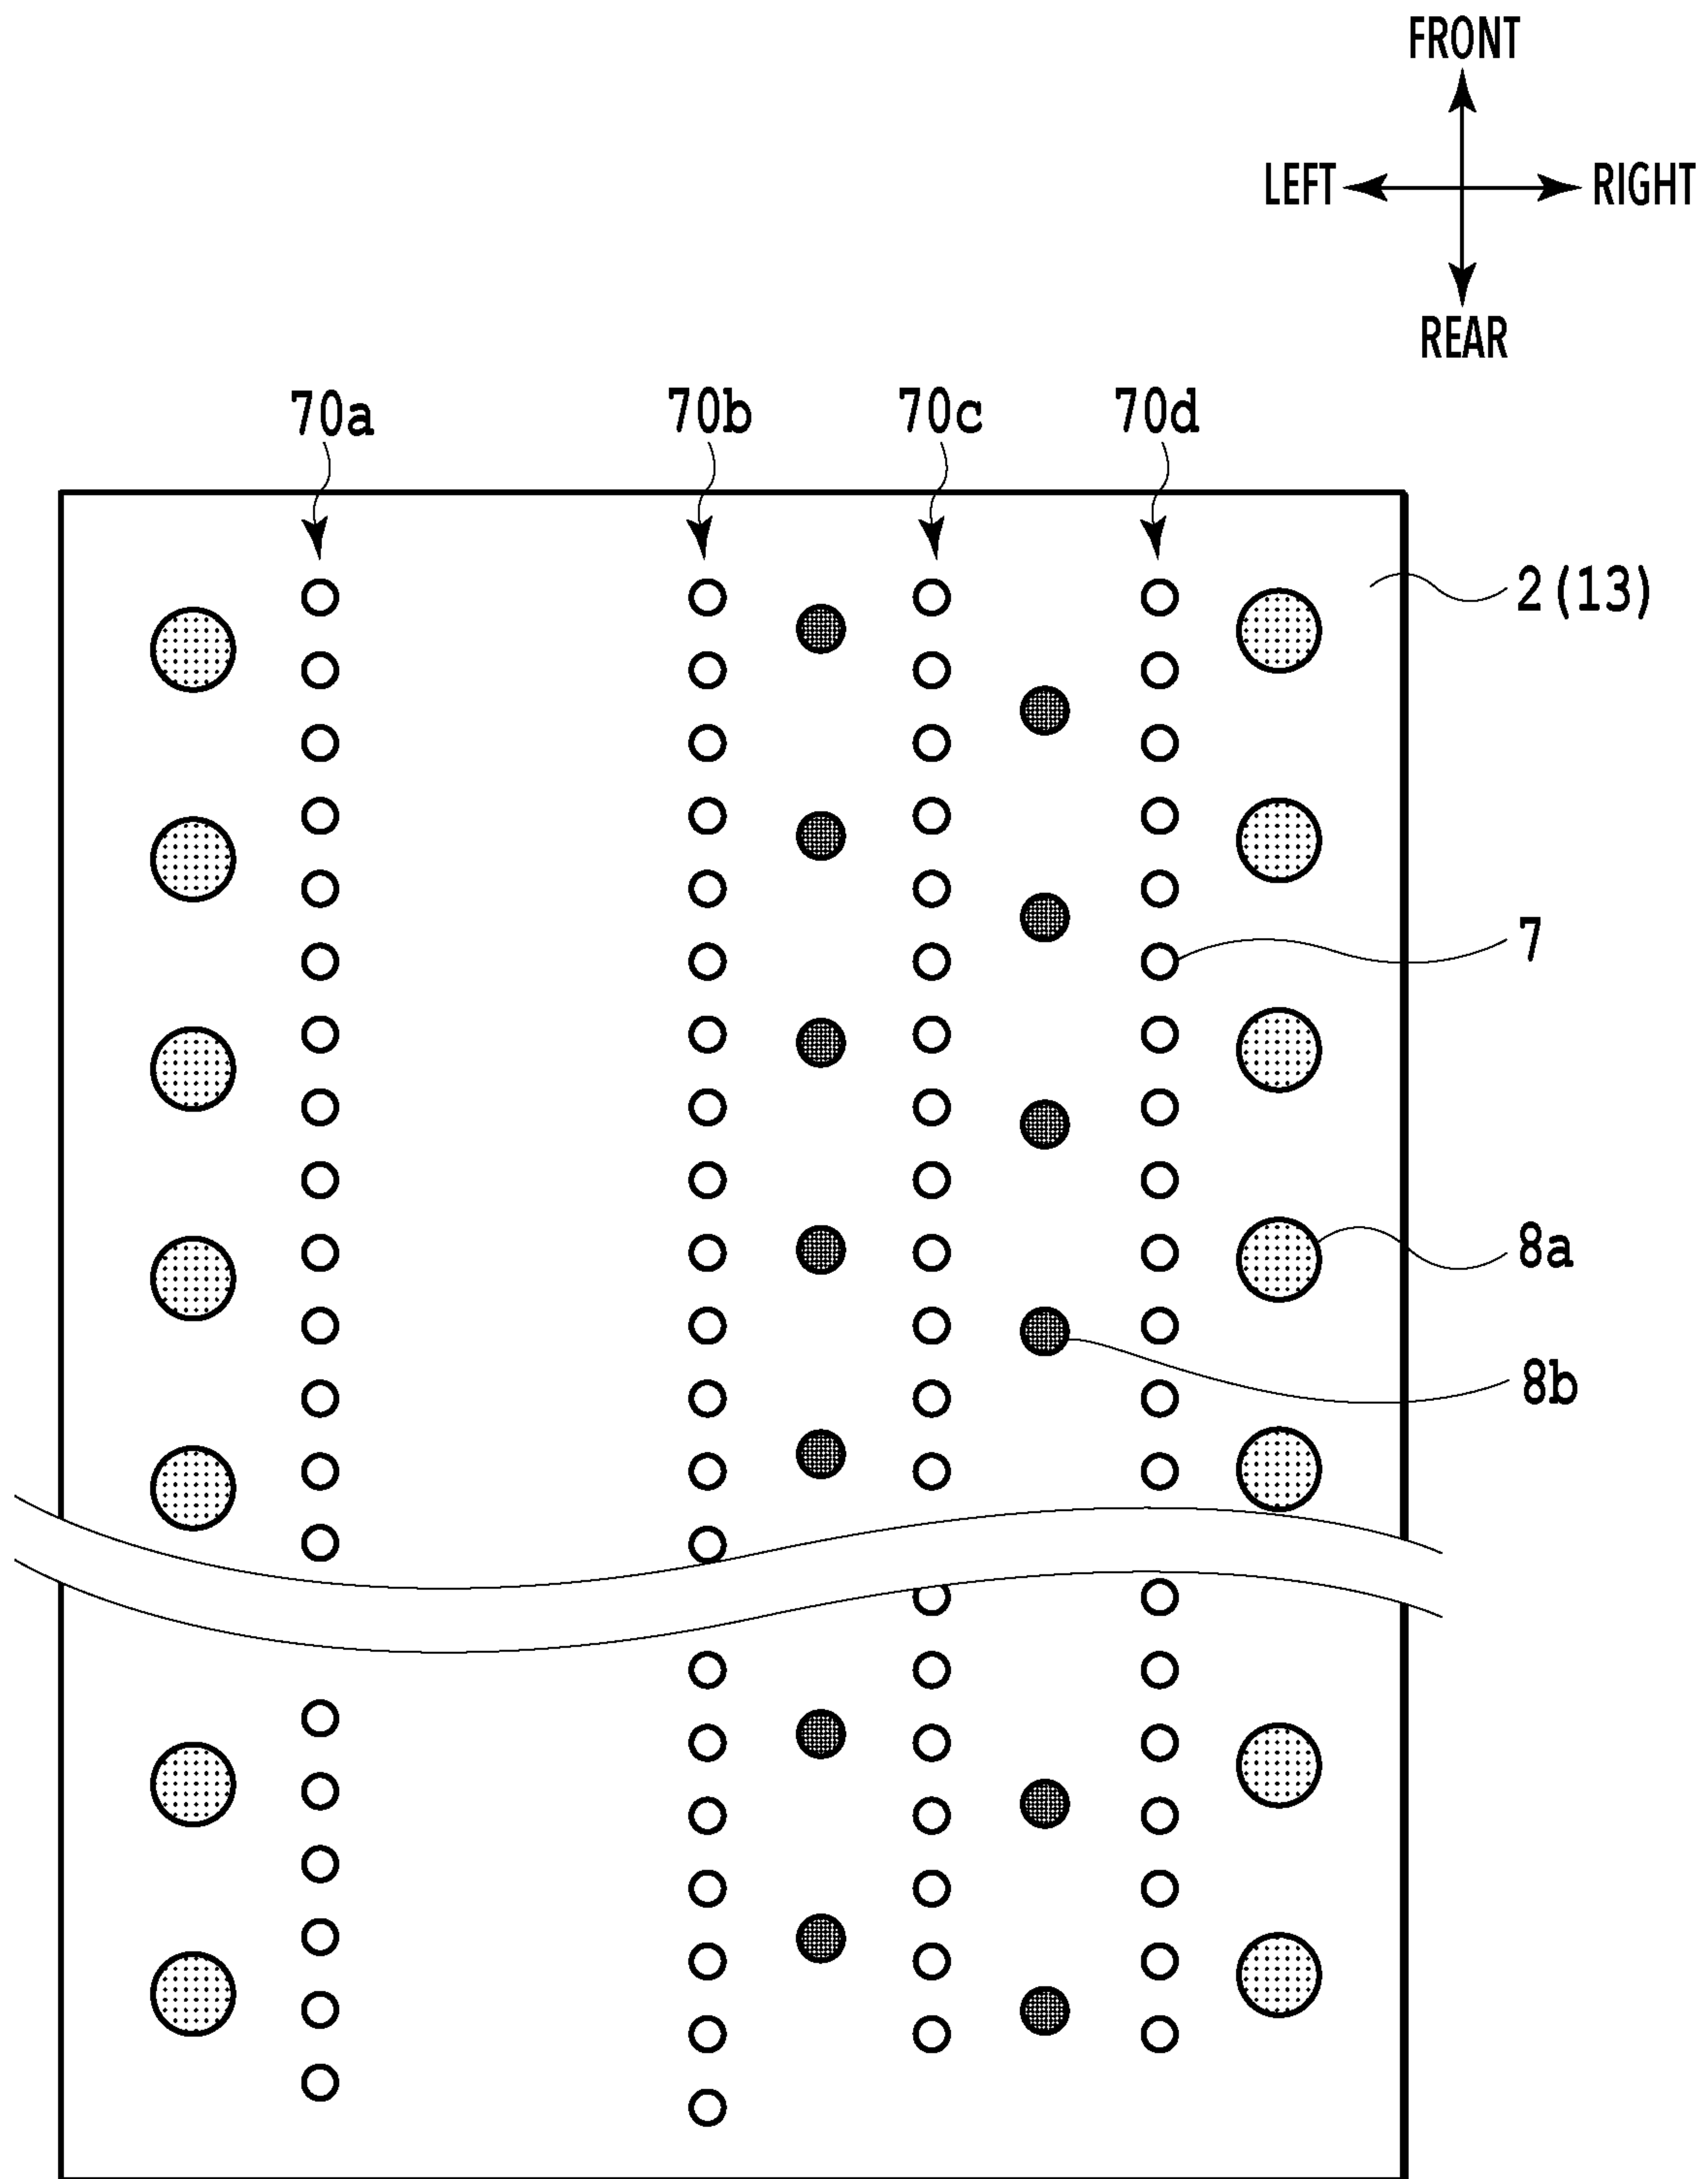 FRONT
LEFT RIGHT
REAR
70a 70b 70c 70d
2(13)
7
8a
8b